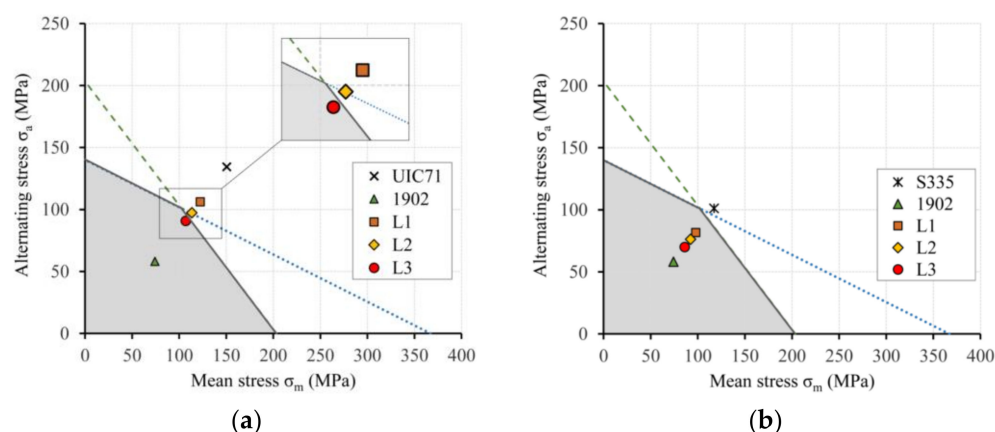 250
200
150
100
50
0
Alternating stress σa (MPa)
0 50 100 150 200 250 300 350 400
Mean stress σm (MPa)
UIC71
1902
L1
L2
L3
(a)
250
200
150
100
50
0
Alternating stress σa (MPa)
0 50 100 150 200 250 300 350 400
Mean stress σm (MPa)
S335
1902
L1
L2
L3
(b)